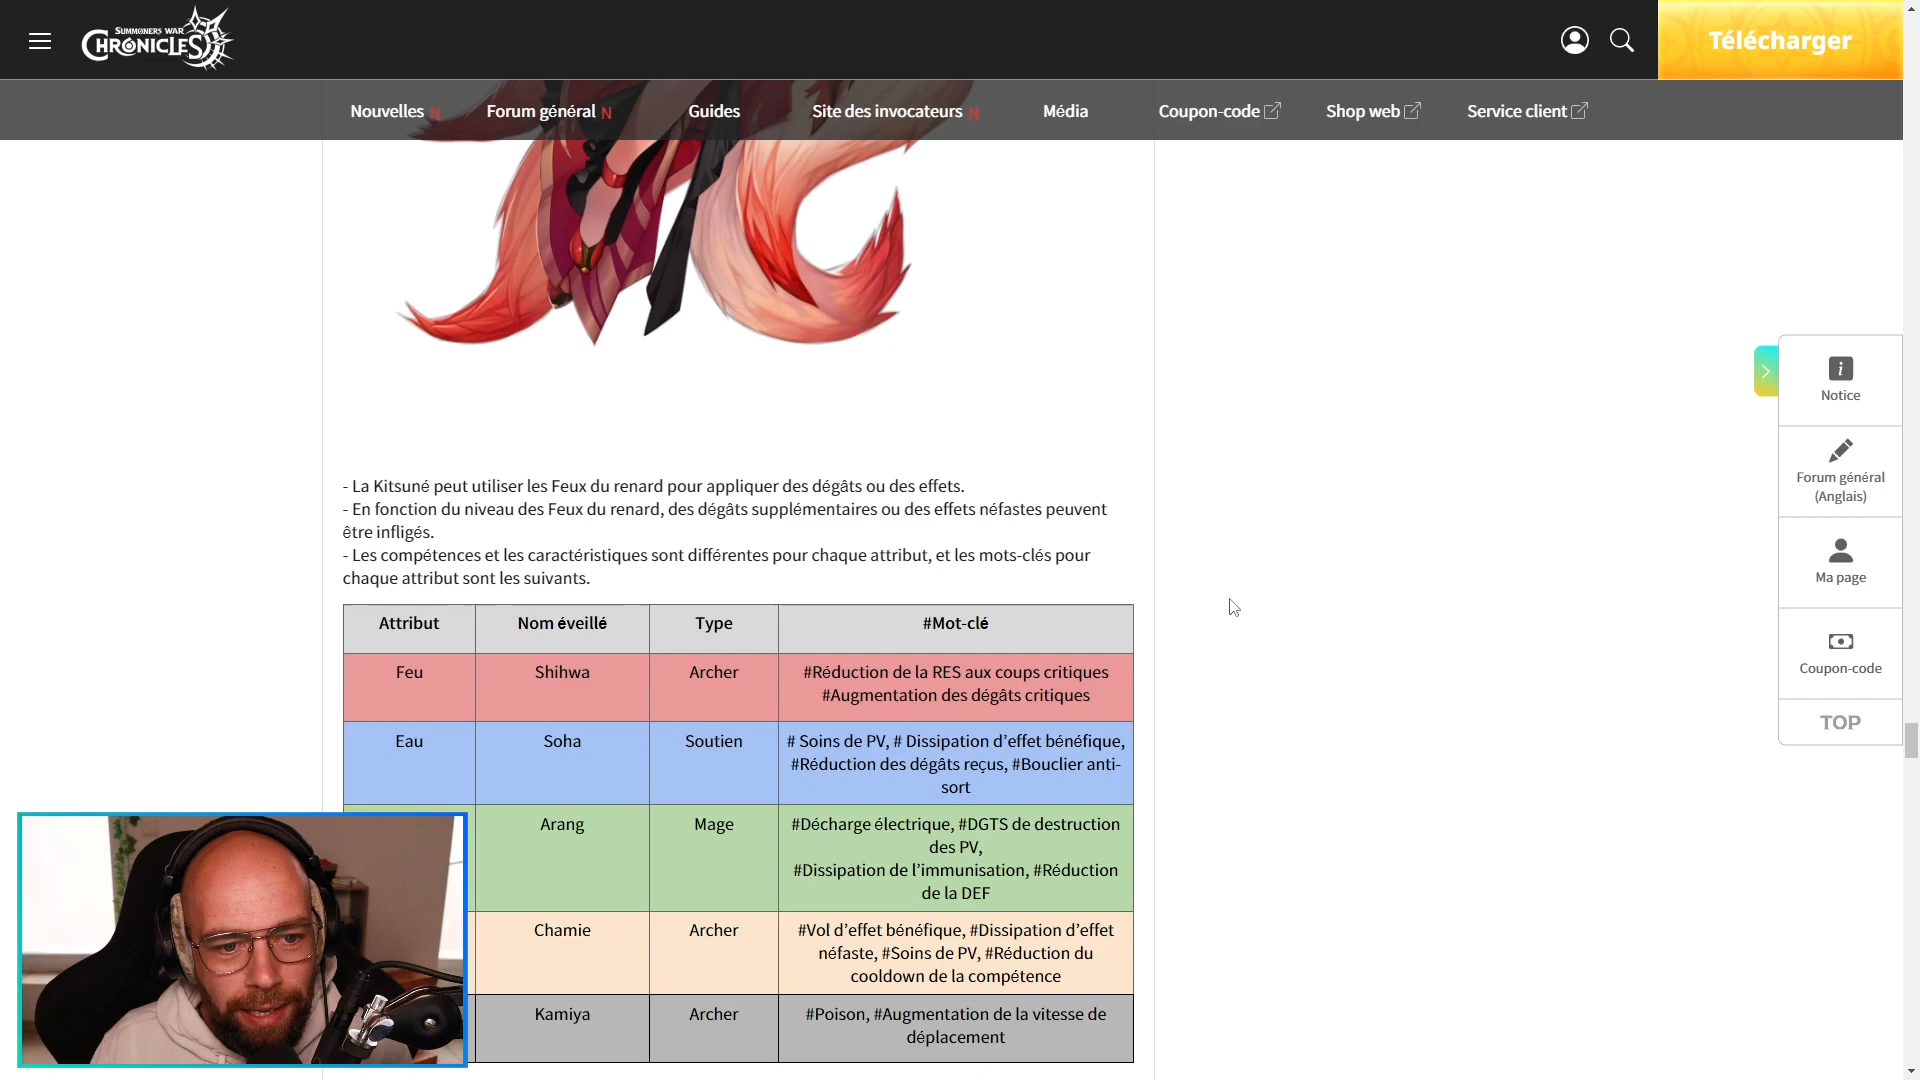 SUMMONERS WAR
CHRONICLES
Télécharger
Nouvelles N
Forum général N
Guides
Site des invocateurs N
Média
Coupon-code
Shop web
Service client
Notice
Forum général
(Anglais)
Ma page
Coupon-code
TOP
- La Kitsuné peut utiliser les Feux du renard pour appliquer des dégâts ou des effets.
- En fonction du niveau des Feux du renard, des dégâts supplémentaires ou des effets néfastes peuvent
être infligés.
- Les compétences et les caractéristiques sont différentes pour chaque attribut, et les mots-clés pour
chaque attribut sont les suivants.
Attribut Nom éveillé Type #Mot-clé
Feu Shihwa Archer #Réduction de la RES aux coups critiques
#Augmentation des dégâts critiques
Eau Soha Soutien # Soins de PV, # Dissipation d'effet bénéfique,
#Réduction des dégâts reçus, #Bouclier anti-
sort
Arang Mage #Décharge électrique, #DGTS de destruction
des PV,
#Dissipation de l'immunisation, #Réduction
de la DEF
Chamie Archer #Vol d'effet bénéfique, #Dissipation d'effet
néfaste, #Soins de PV, #Réduction du
cooldown de la compétence
Kamiya Archer #Poison, #Augmentation de la vitesse de
déplacement